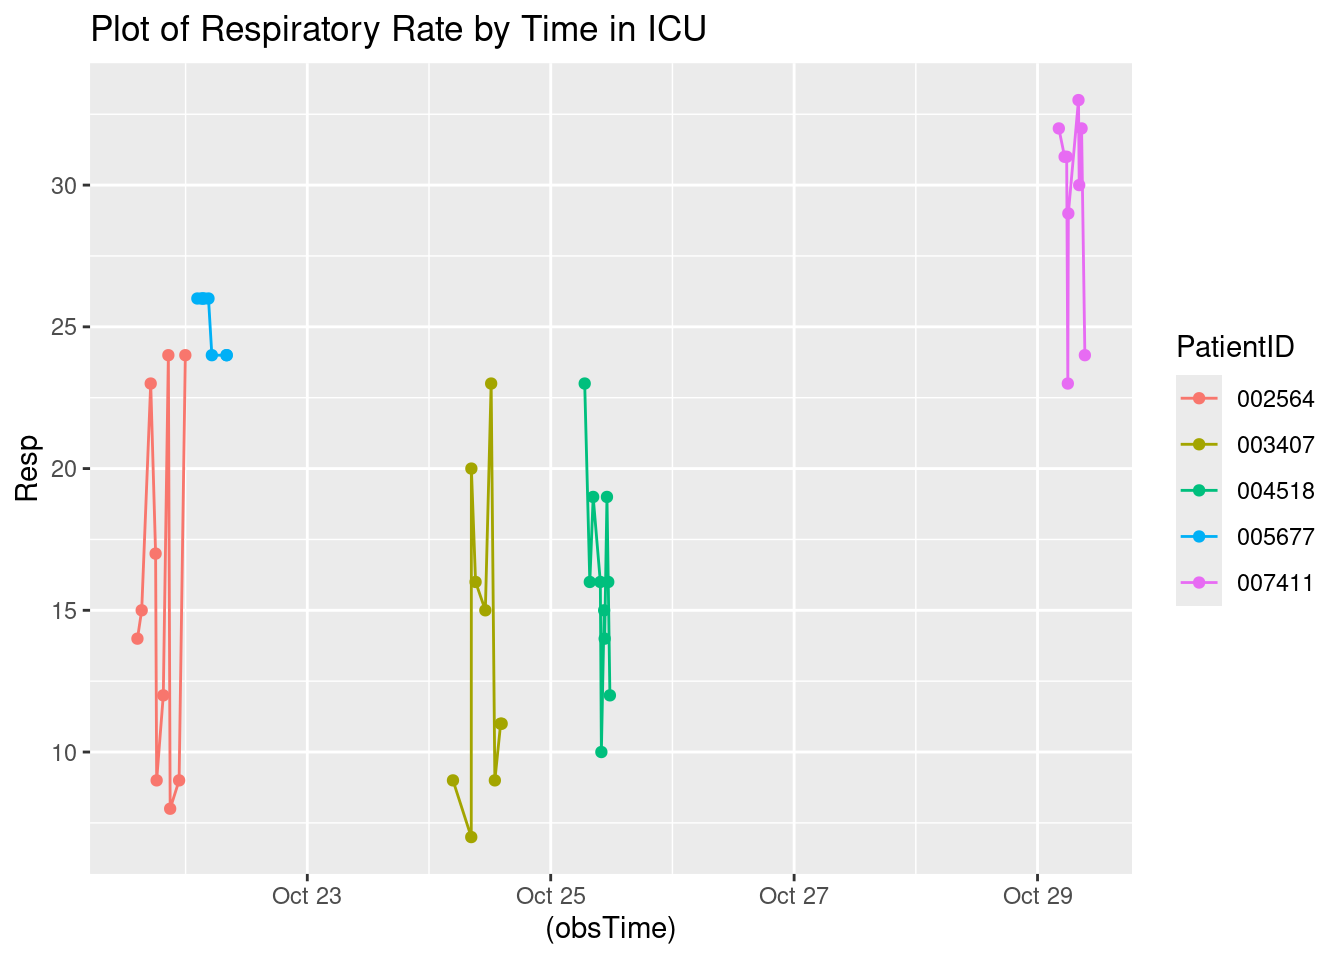 Plot of Respiratory Rate by Time in ICU
Resp
30
25
20
15
10
Oct 23
Oct 25
Oct 27
Oct 29
(obsTime)
PatientID
002564
003407
004518
005677
007411